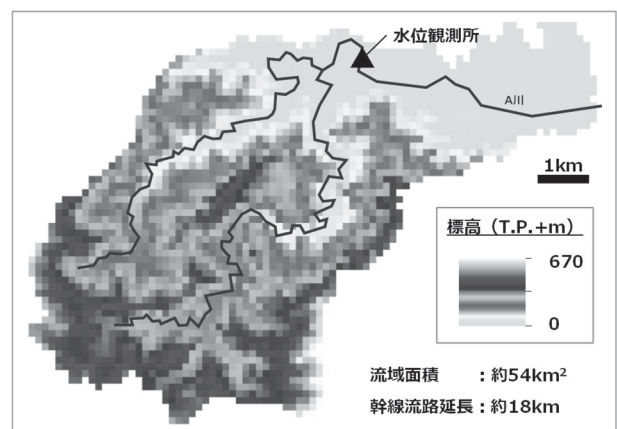 水位観測所
A川
1km
標高（T.P.+m）
670
0
流域面積　：約54km²
幹線流路延長：約18km